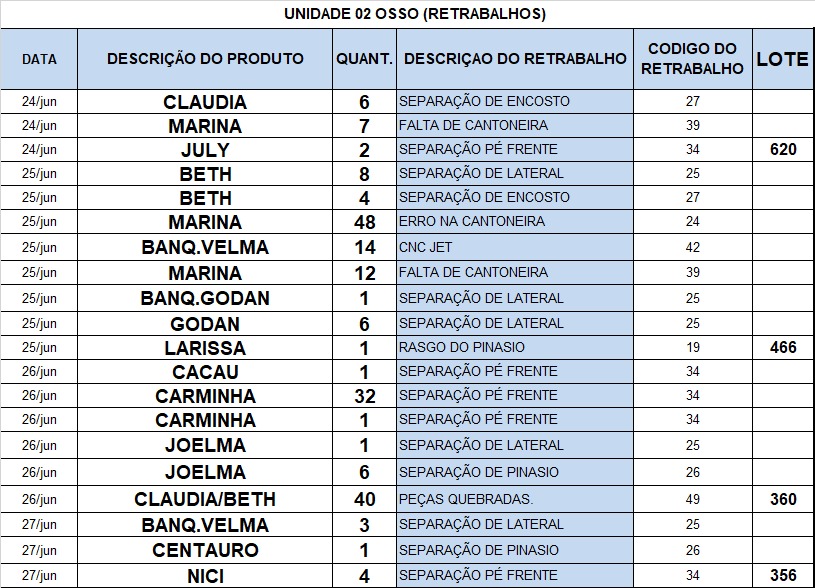 UNIDADE 02 OSSO (RETRABALHOS)
DATA DESCRIÇÃO DO PRODUTO QUANT. DESCRIÇAO DO RETRABALHO CODIGO DO RETRABALHO LOTE
24/jun CLAUDIA 6 SEPARAÇÃO DE ENCOSTO 27
24/jun MARINA 7 FALTA DE CANTONEIRA 39
24/jun JULY 2 SEPARAÇÃO PÉ FRENTE 34 620
25/jun BETH 8 SEPARAÇÃO DE LATERAL 25
25/jun BETH 4 SEPARAÇÃO DE ENCOSTO 27
25/jun MARINA 48 ERRO NA CANTONEIRA 24
25/jun BANQ.VELMA 14 CNC JET 42
25/jun MARINA 12 FALTA DE CANTONEIRA 39
25/jun BANQ.GODAN 1 SEPARAÇÃO DE LATERAL 25
25/jun GODAN 6 SEPARAÇÃO DE LATERAL 25
25/jun LARISSA 1 RASGO DO PINASIO 19 466
26/jun CACAU 1 SEPARAÇÃO PÉ FRENTE 34
26/jun CARMINHA 32 SEPARAÇÃO PÉ FRENTE 34
26/jun CARMINHA 1 SEPARAÇÃO PÉ FRENTE 34
26/jun JOELMA 1 SEPARAÇÃO DE LATERAL 25
26/jun JOELMA 6 SEPARAÇÃO DE PINASIO 26
26/jun CLAUDIA/BETH 40 PEÇAS QUEBRADAS. 49 360
27/jun BANQ.VELMA 3 SEPARAÇÃO DE LATERAL 25
27/jun CENTAURO 1 SEPARAÇÃO DE PINASIO 26
27/jun NICI 4 SEPARAÇÃO PÉ FRENTE 34 356